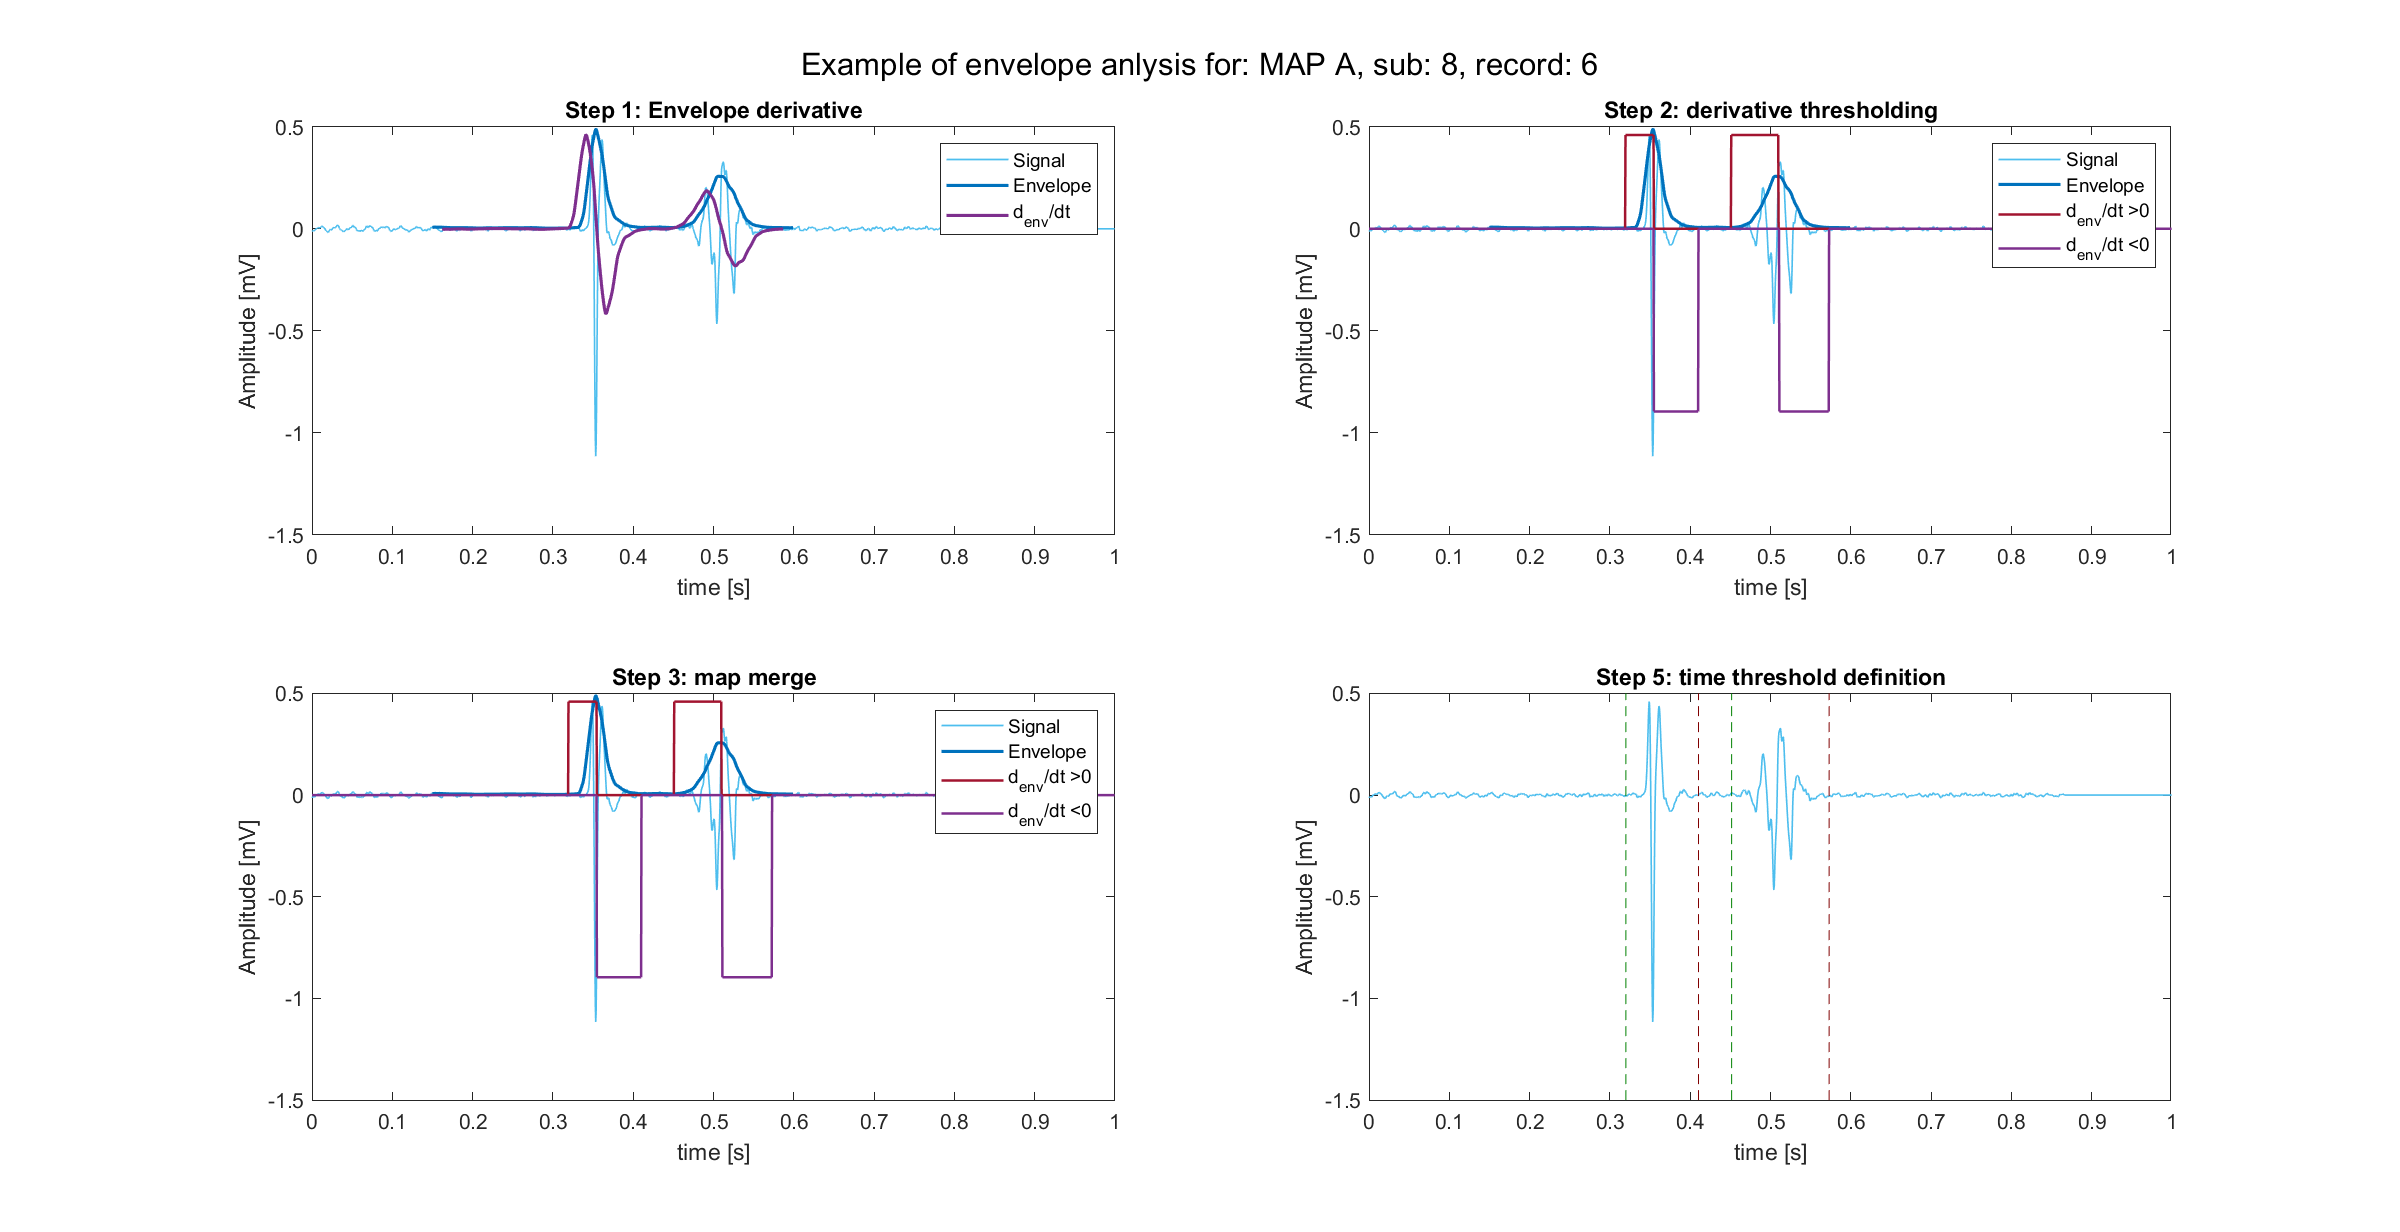 Example of envelope anlysis for: MAP A, sub: 8, record: 6
Step 1: Envelope derivative
0.5
0
-0.5
-1
-1.5
Amplitude [mV]
0 0.1 0.2 0.3 0.4 0.5 0.6 0.7 0.8 0.9 1
time [s]
Signal
Envelope
d_env/dt
Step 2: derivative thresholding
0.5
0
-0.5
-1
-1.5
Amplitude [mV]
0 0.1 0.2 0.3 0.4 0.5 0.6 0.7 0.8 0.9 1
time [s]
Signal
Envelope
d_env/dt >0
d_env/dt <0
Step 3: map merge
0.5
0
-0.5
-1
-1.5
Amplitude [mV]
0 0.1 0.2 0.3 0.4 0.5 0.6 0.7 0.8 0.9 1
time [s]
Signal
Envelope
d_env/dt >0
d_env/dt <0
Step 5: time threshold definition
0.5
0
-0.5
-1
-1.5
Amplitude [mV]
0 0.1 0.2 0.3 0.4 0.5 0.6 0.7 0.8 0.9 1
time [s]